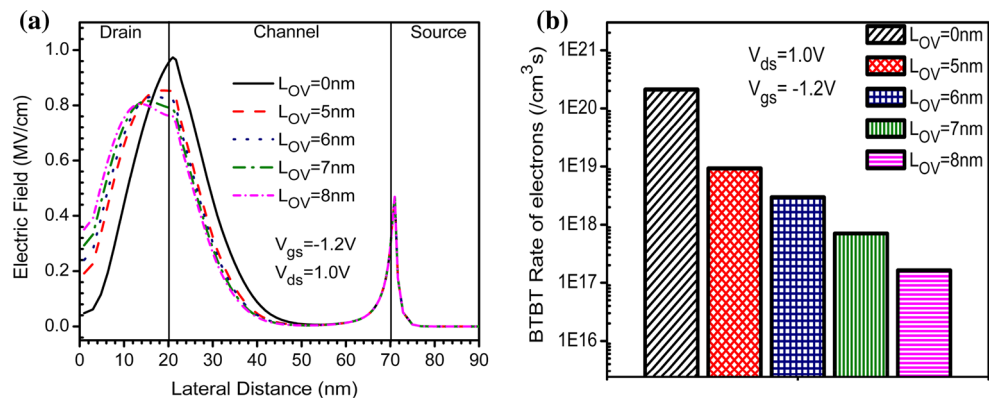 (a)
Drain Channel Source
Electric Field (MV/cm)
1.0
0.8
0.6
0.4
0.2
0.0
L_OV=0nm
L_OV=5nm
L_OV=6nm
L_OV=7nm
L_OV=8nm
V_gs=-1.2V
V_ds=1.0V
0 10 20 30 40 50 60 70 80 90
Lateral Distance (nm)
(b)
BTBT Rate of electrons (/cm^3s)
1E21
1E20
1E19
1E18
1E17
1E16
V_ds=1.0V
V_gs= -1.2V
L_OV=0nm
L_OV=5nm
L_OV=6nm
L_OV=7nm
L_OV=8nm